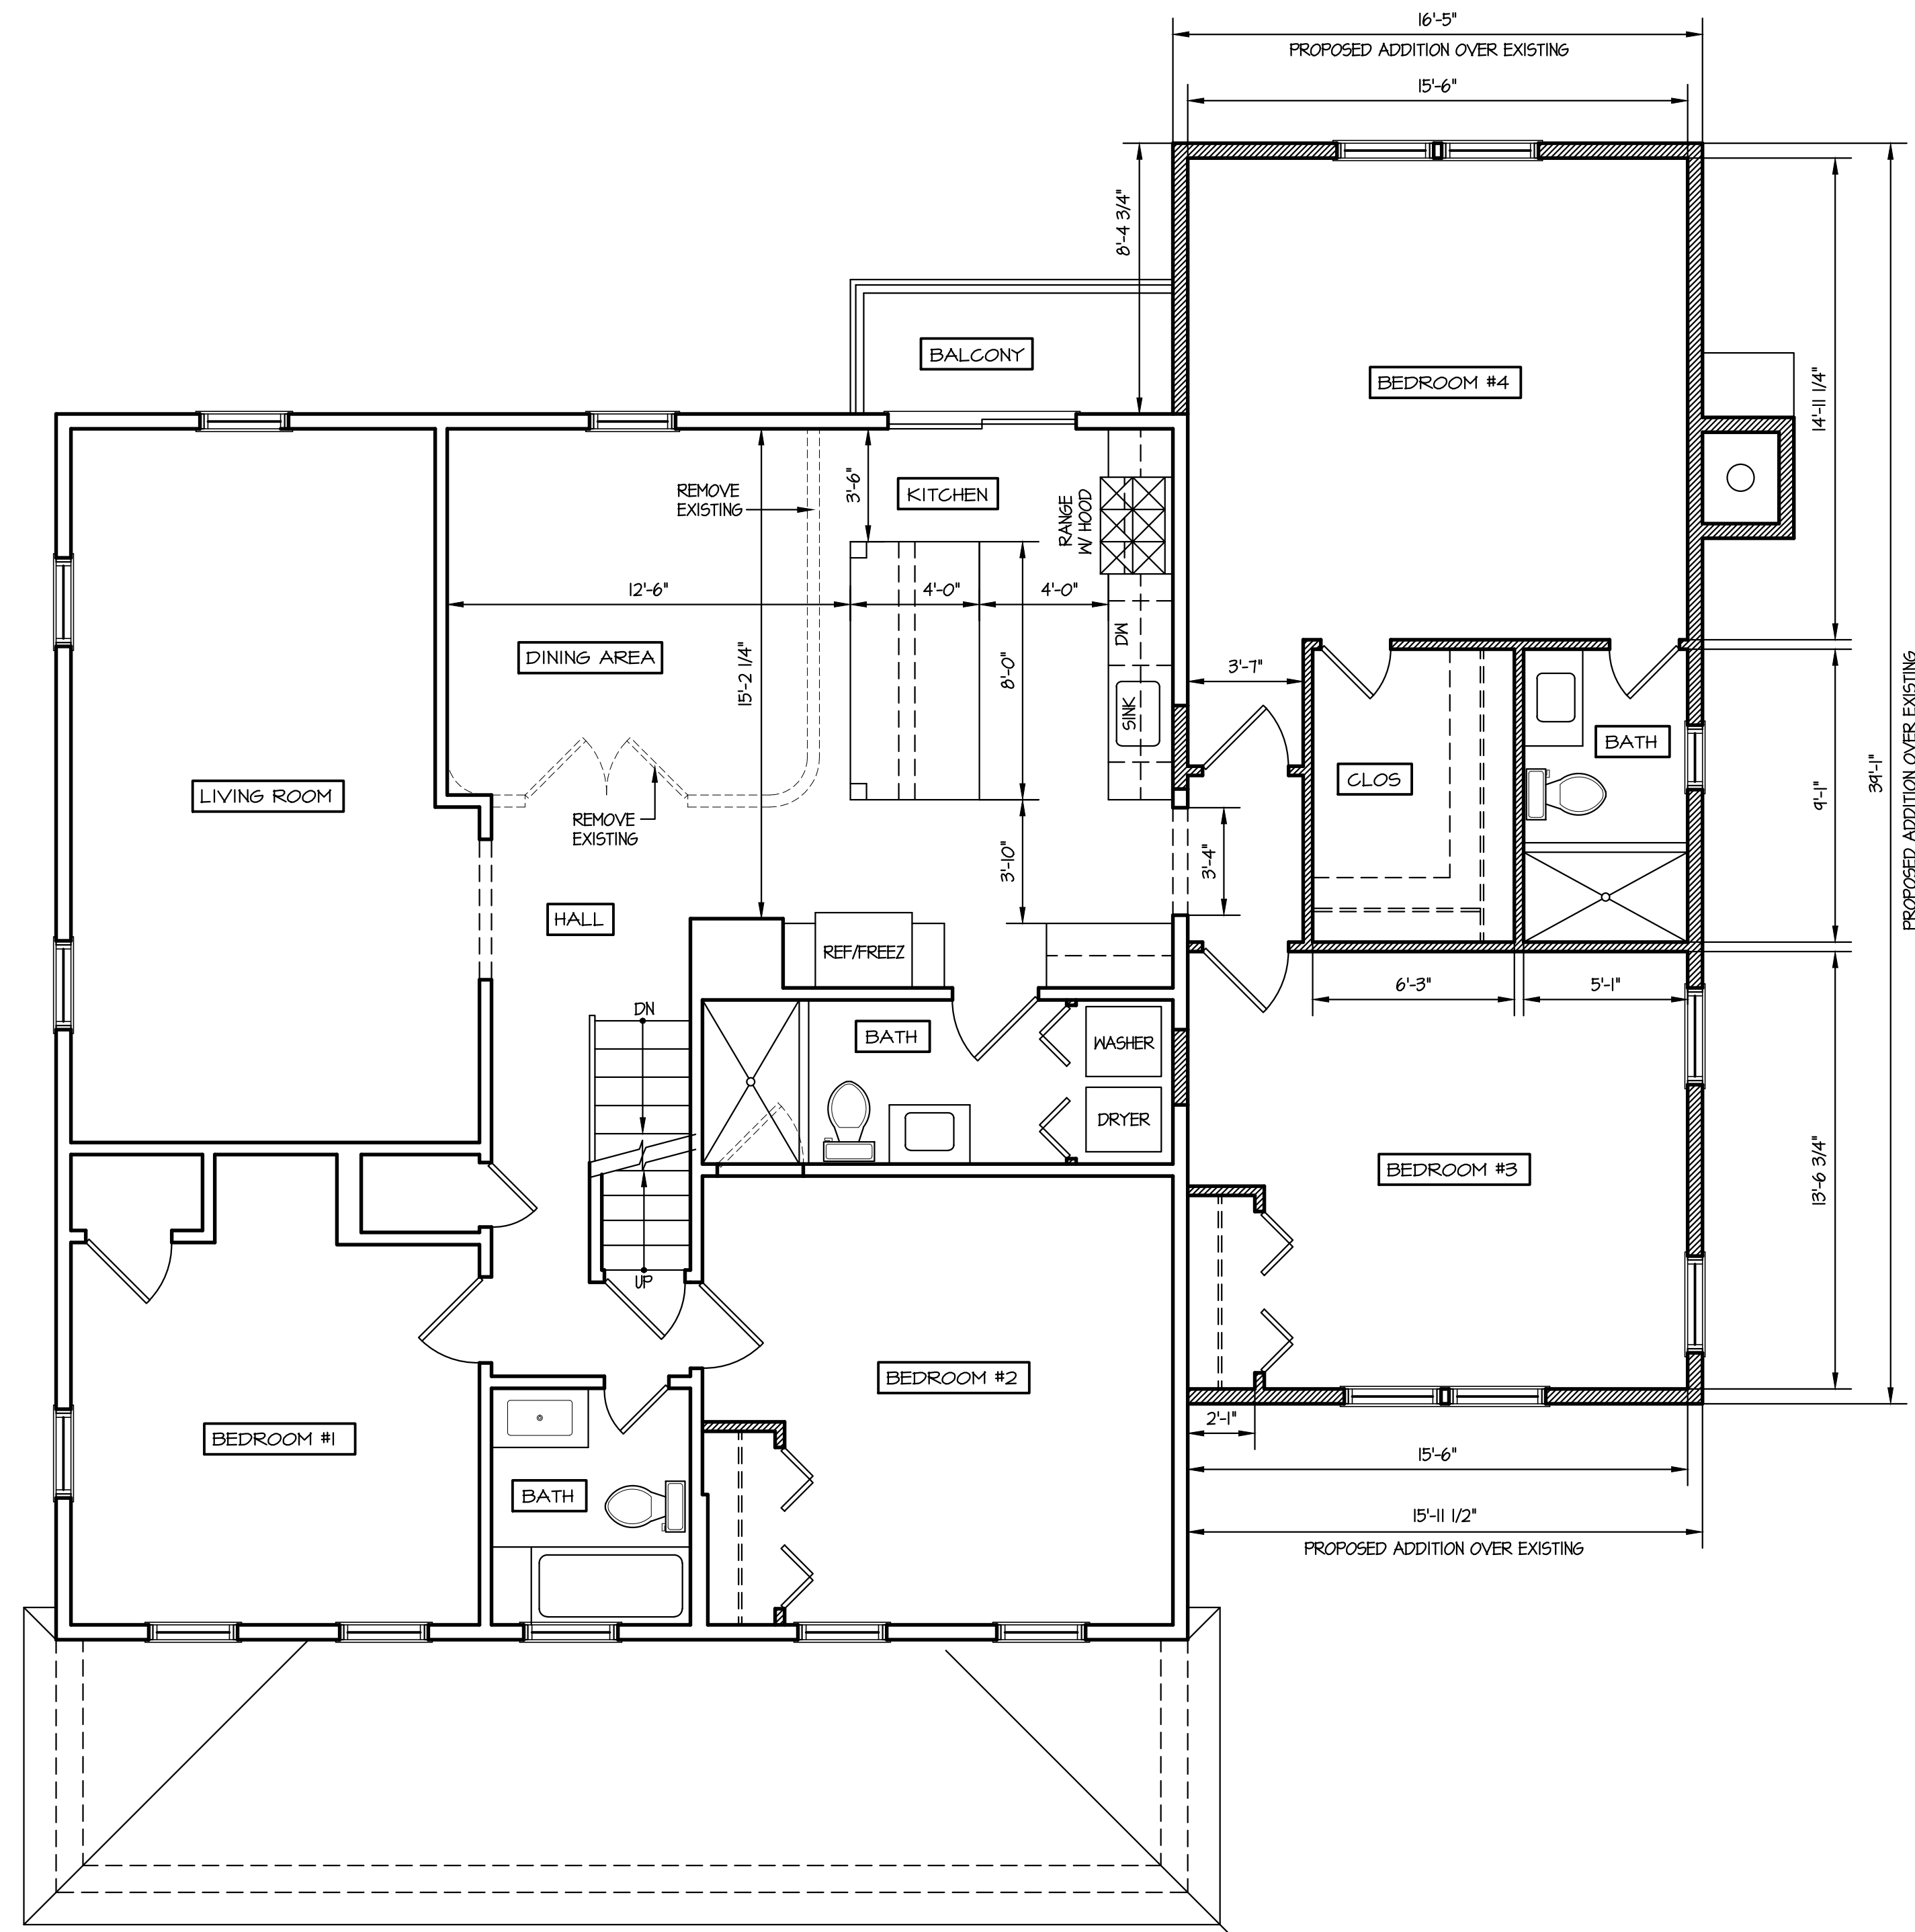 16'-5"
PROPOSED ADDITION OVER EXISTING
15'-6"
8'-4 3/4"
BALCONY
BEDROOM #4
14'-11 1/4"
REMOVE
EXISTING
3'-6"
KITCHEN
RANGE
W/ HOOD
12'-6"
4'-0"
4'-0"
DINING AREA
15'-2 1/4"
8'-0"
DW
SINK
3'-7"
BATH
CLOS
LIVING ROOM
REMOVE
EXISTING
9'-1"
39'-1"
PROPOSED ADDITION OVER EXISTING
3'-10"
3'-4"
HALL
REF/FREEZ
6'-3"
5'-1"
DN
BATH
WASHER
DRYER
BEDROOM #3
13'-6 3/4"
UP
BEDROOM #2
2'-1"
BEDROOM #1
15'-6"
BATH
15'-11 1/2"
PROPOSED ADDITION OVER EXISTING